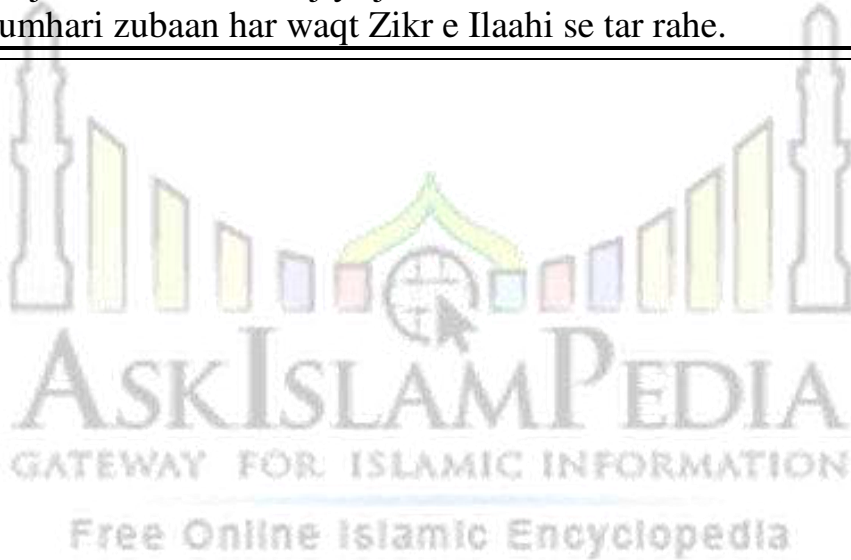 umhari zubaan har waqt Zikr e Ilaahi se tar rahe.
ASKISLAMPEDIA
GATEWAY FOR ISLAMIC INFORMATION
Free Online Islamic Encyclopedia